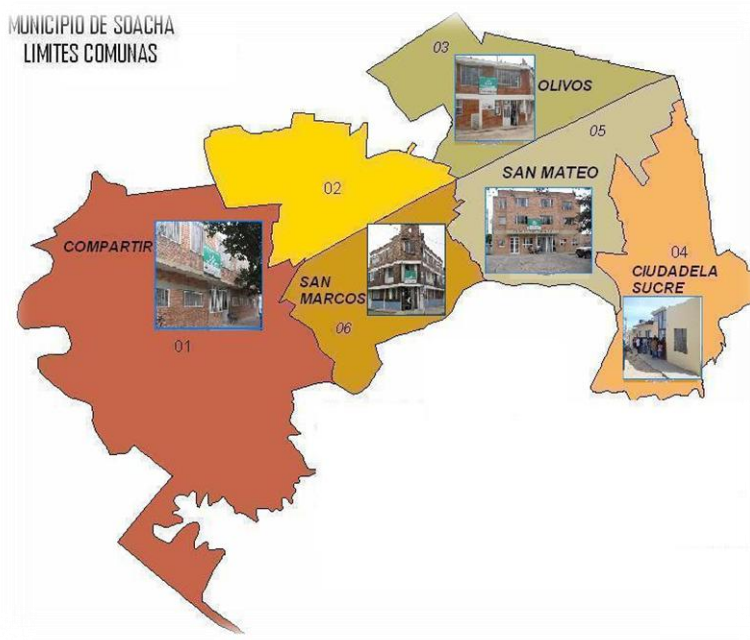 MUNICIPIO DE SOACHA
LIMITES COMUNAS
03
OLIVOS
05
SAN MATEO
02
COMPARTIR
01
SAN
MARCOS
06
04
CIUDADELA
SUCRE